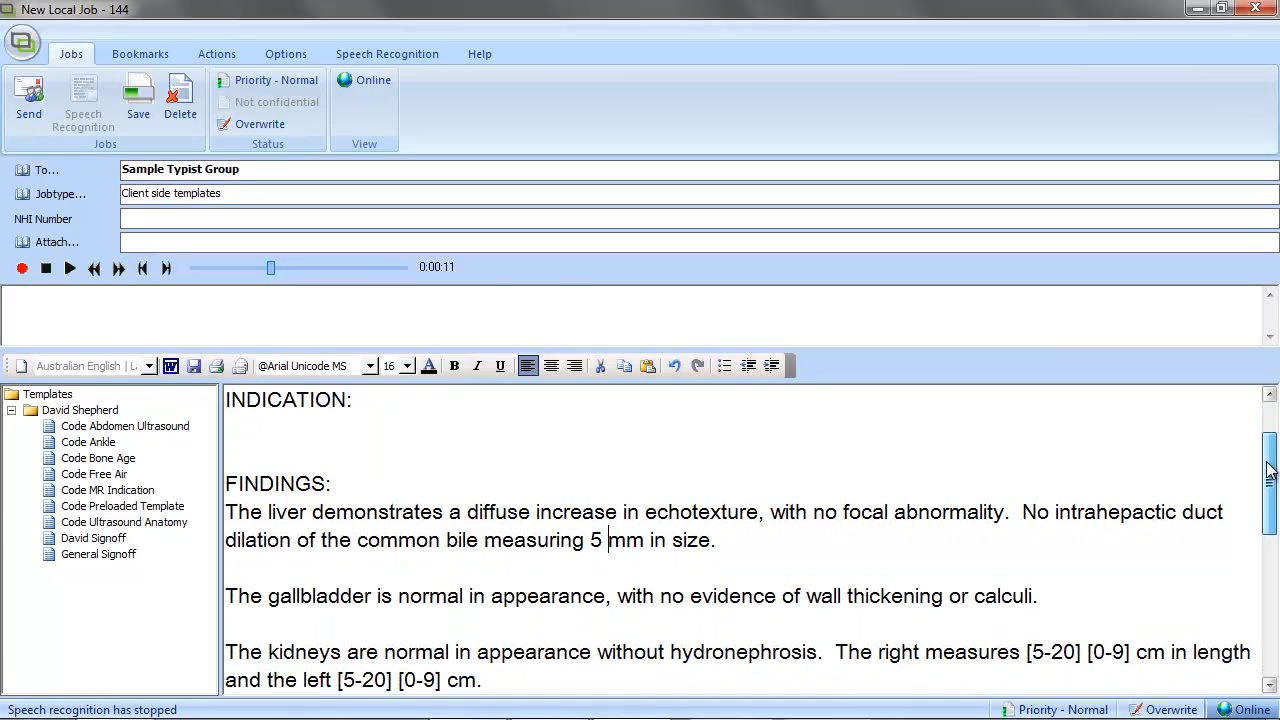 New Local Job - 144
Jobs Bookmarks Actions Options Speech Recognition Help
Send
Speech Recognition
Save
Delete
Jobs
Priority - Normal
Not confidential
Overwrite
Status
Online
View
To... Sample Typist Group
Jobtype... Client side templates
NHI Number
Attach...
0:00:11
Australian English | @Arial Unicode MS 16 B I U
Templates
David Shepherd
Code Abdomen Ultrasound
Code Ankle
Code Bone Age
Code Free Air
Code MR Indication
Code Preloaded Template
Code Ultrasound Anatomy
David Signoff
General Signoff
INDICATION:
FINDINGS:
The liver demonstrates a diffuse increase in echotexture, with no focal abnormality. No intrahepactic duct
dilation of the common bile measuring 5 mm in size.
The gallbladder is normal in appearance, with no evidence of wall thickening or calculi.
The kidneys are normal in appearance without hydronephrosis. The right measures [5-20] [0-9] cm in length
and the left [5-20] [0-9] cm.
Speech recognition has stopped
Priority - Normal Overwrite Online